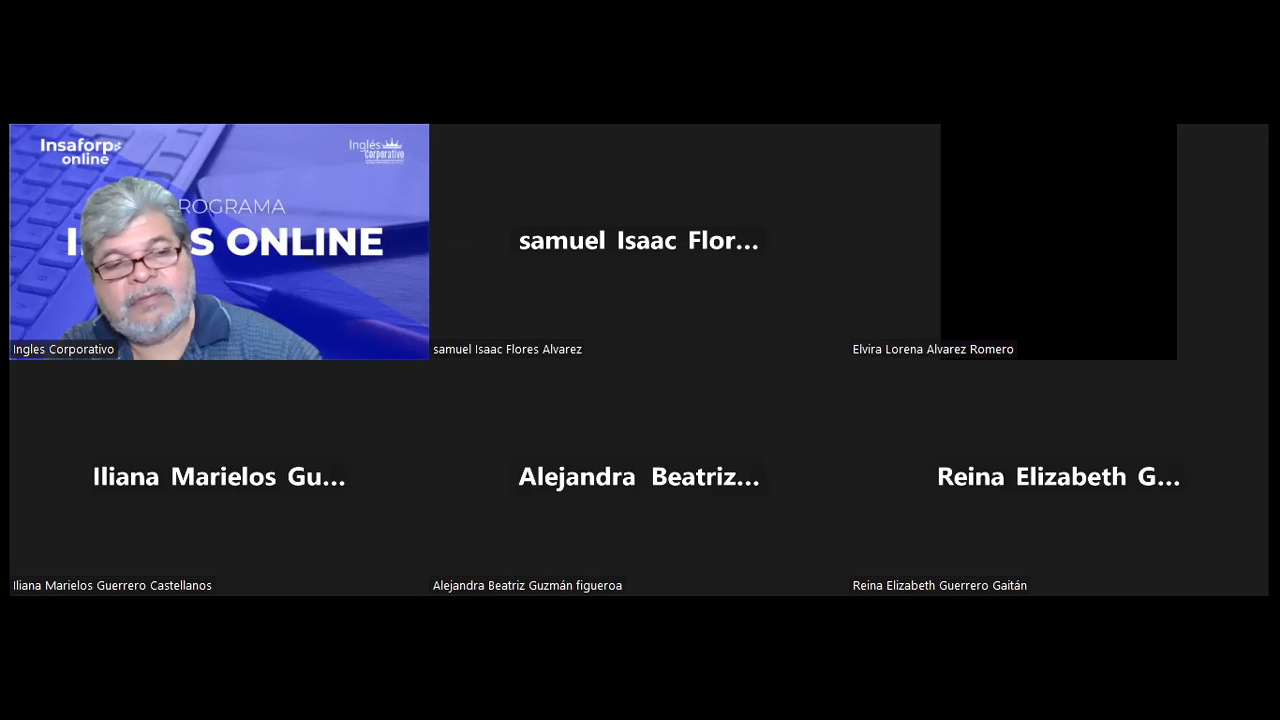 Insaforp
online
Inglés
Corporativo
ROGRAMA
S ONLINE
Ingles Corporativo
samuel Isaac Flor...
samuel Isaac Flores Alvarez
Elvira Lorena Alvarez Romero
Iliana Marielos Gu...
Iliana Marielos Guerrero Castellanos
Alejandra Beatriz...
Alejandra Beatriz Guzmán figueroa
Reina Elizabeth G...
Reina Elizabeth Guerrero Gaitán